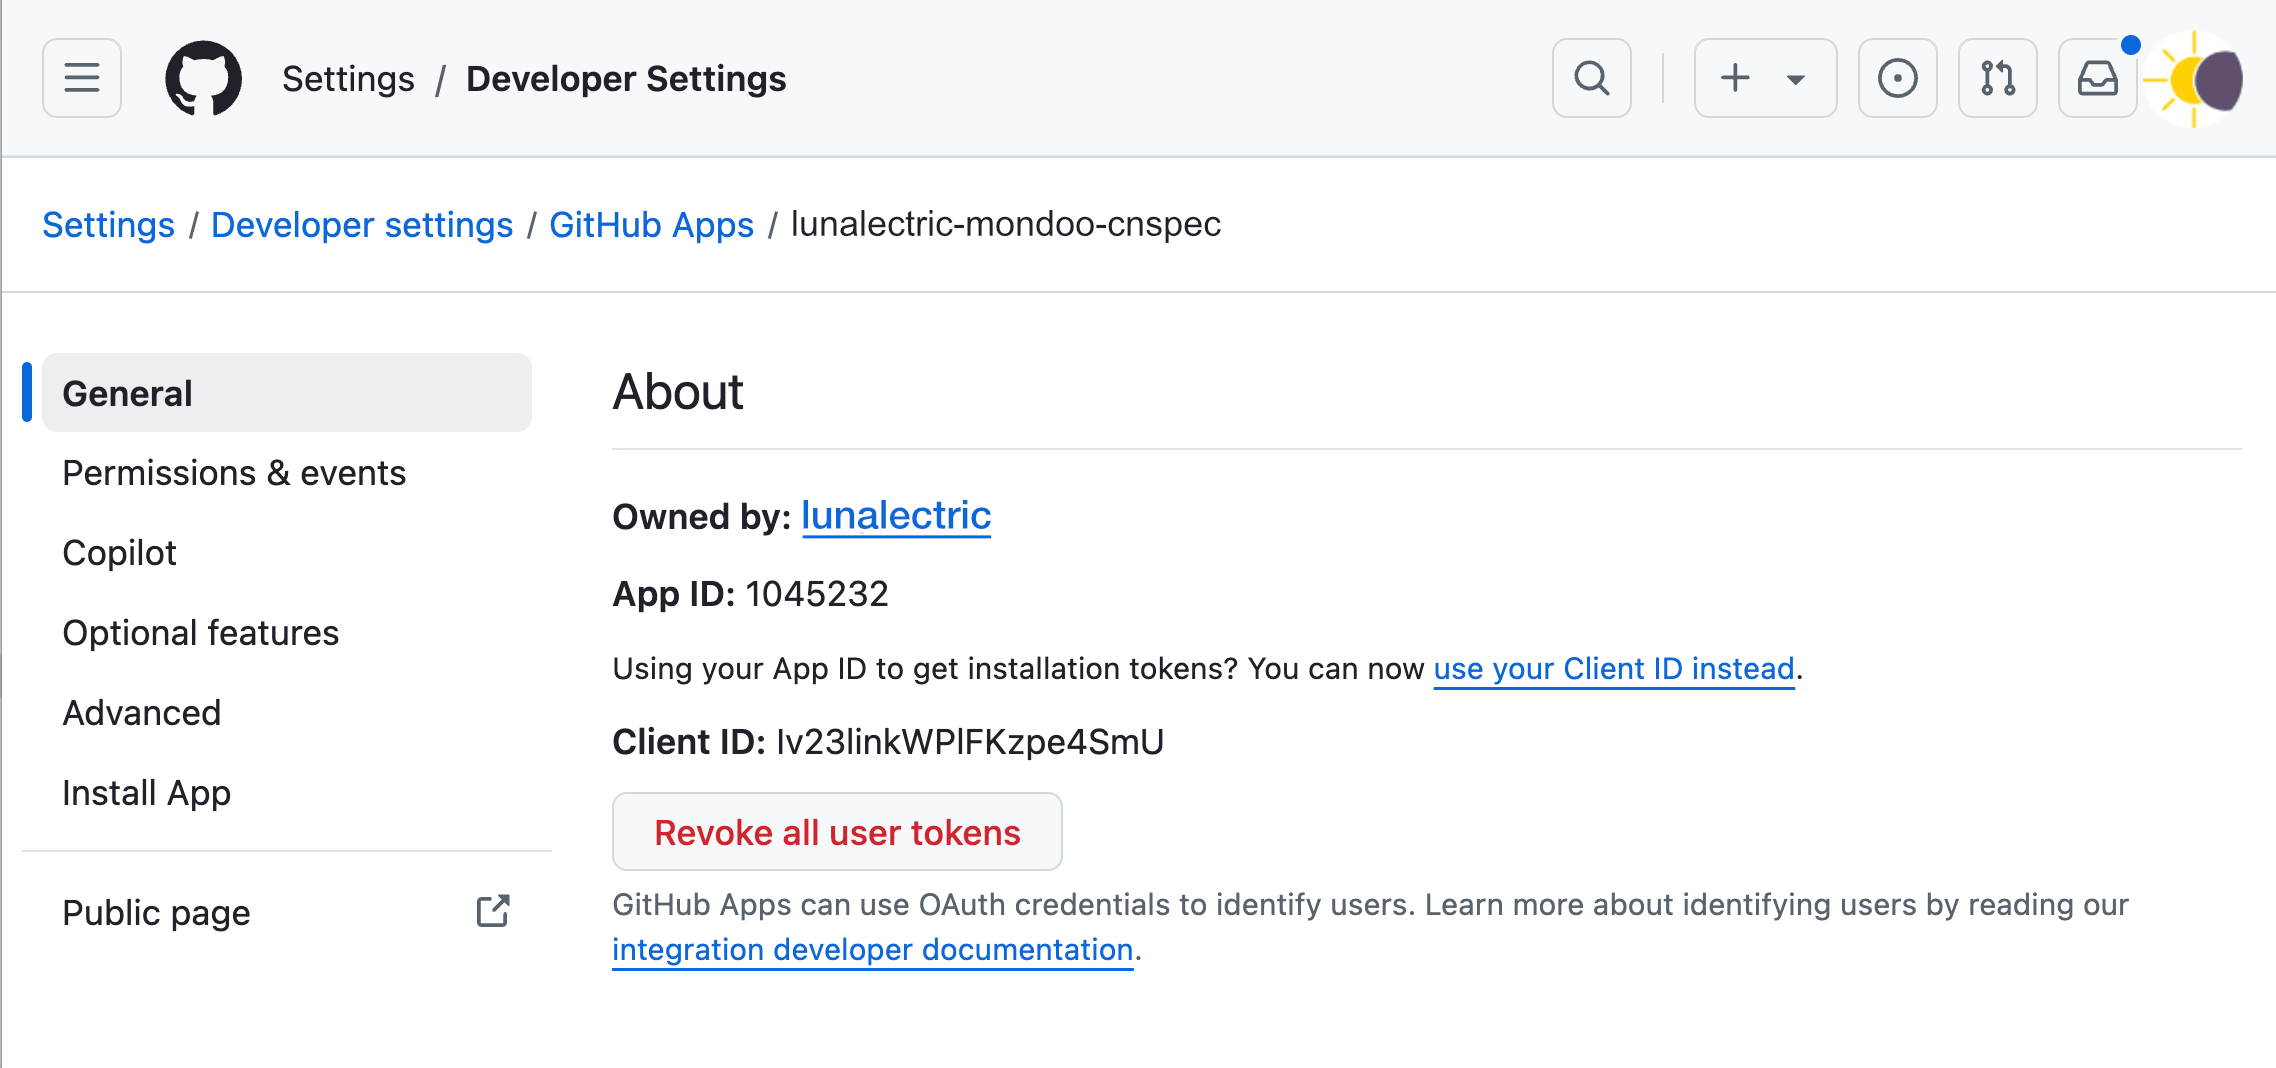 Settings / Developer Settings
Settings / Developer settings / GitHub Apps / lunalectric-mondoo-cnspec
General
Permissions & events
Copilot
Optional features
Advanced
Install App
Public page
About
Owned by: lunalectric
App ID: 1045232
Using your App ID to get installation tokens? You can now use your Client ID instead.
Client ID: Iv23linkWPlFKzpe4SmU
Revoke all user tokens
GitHub Apps can use OAuth credentials to identify users. Learn more about identifying users by reading our
integration developer documentation.